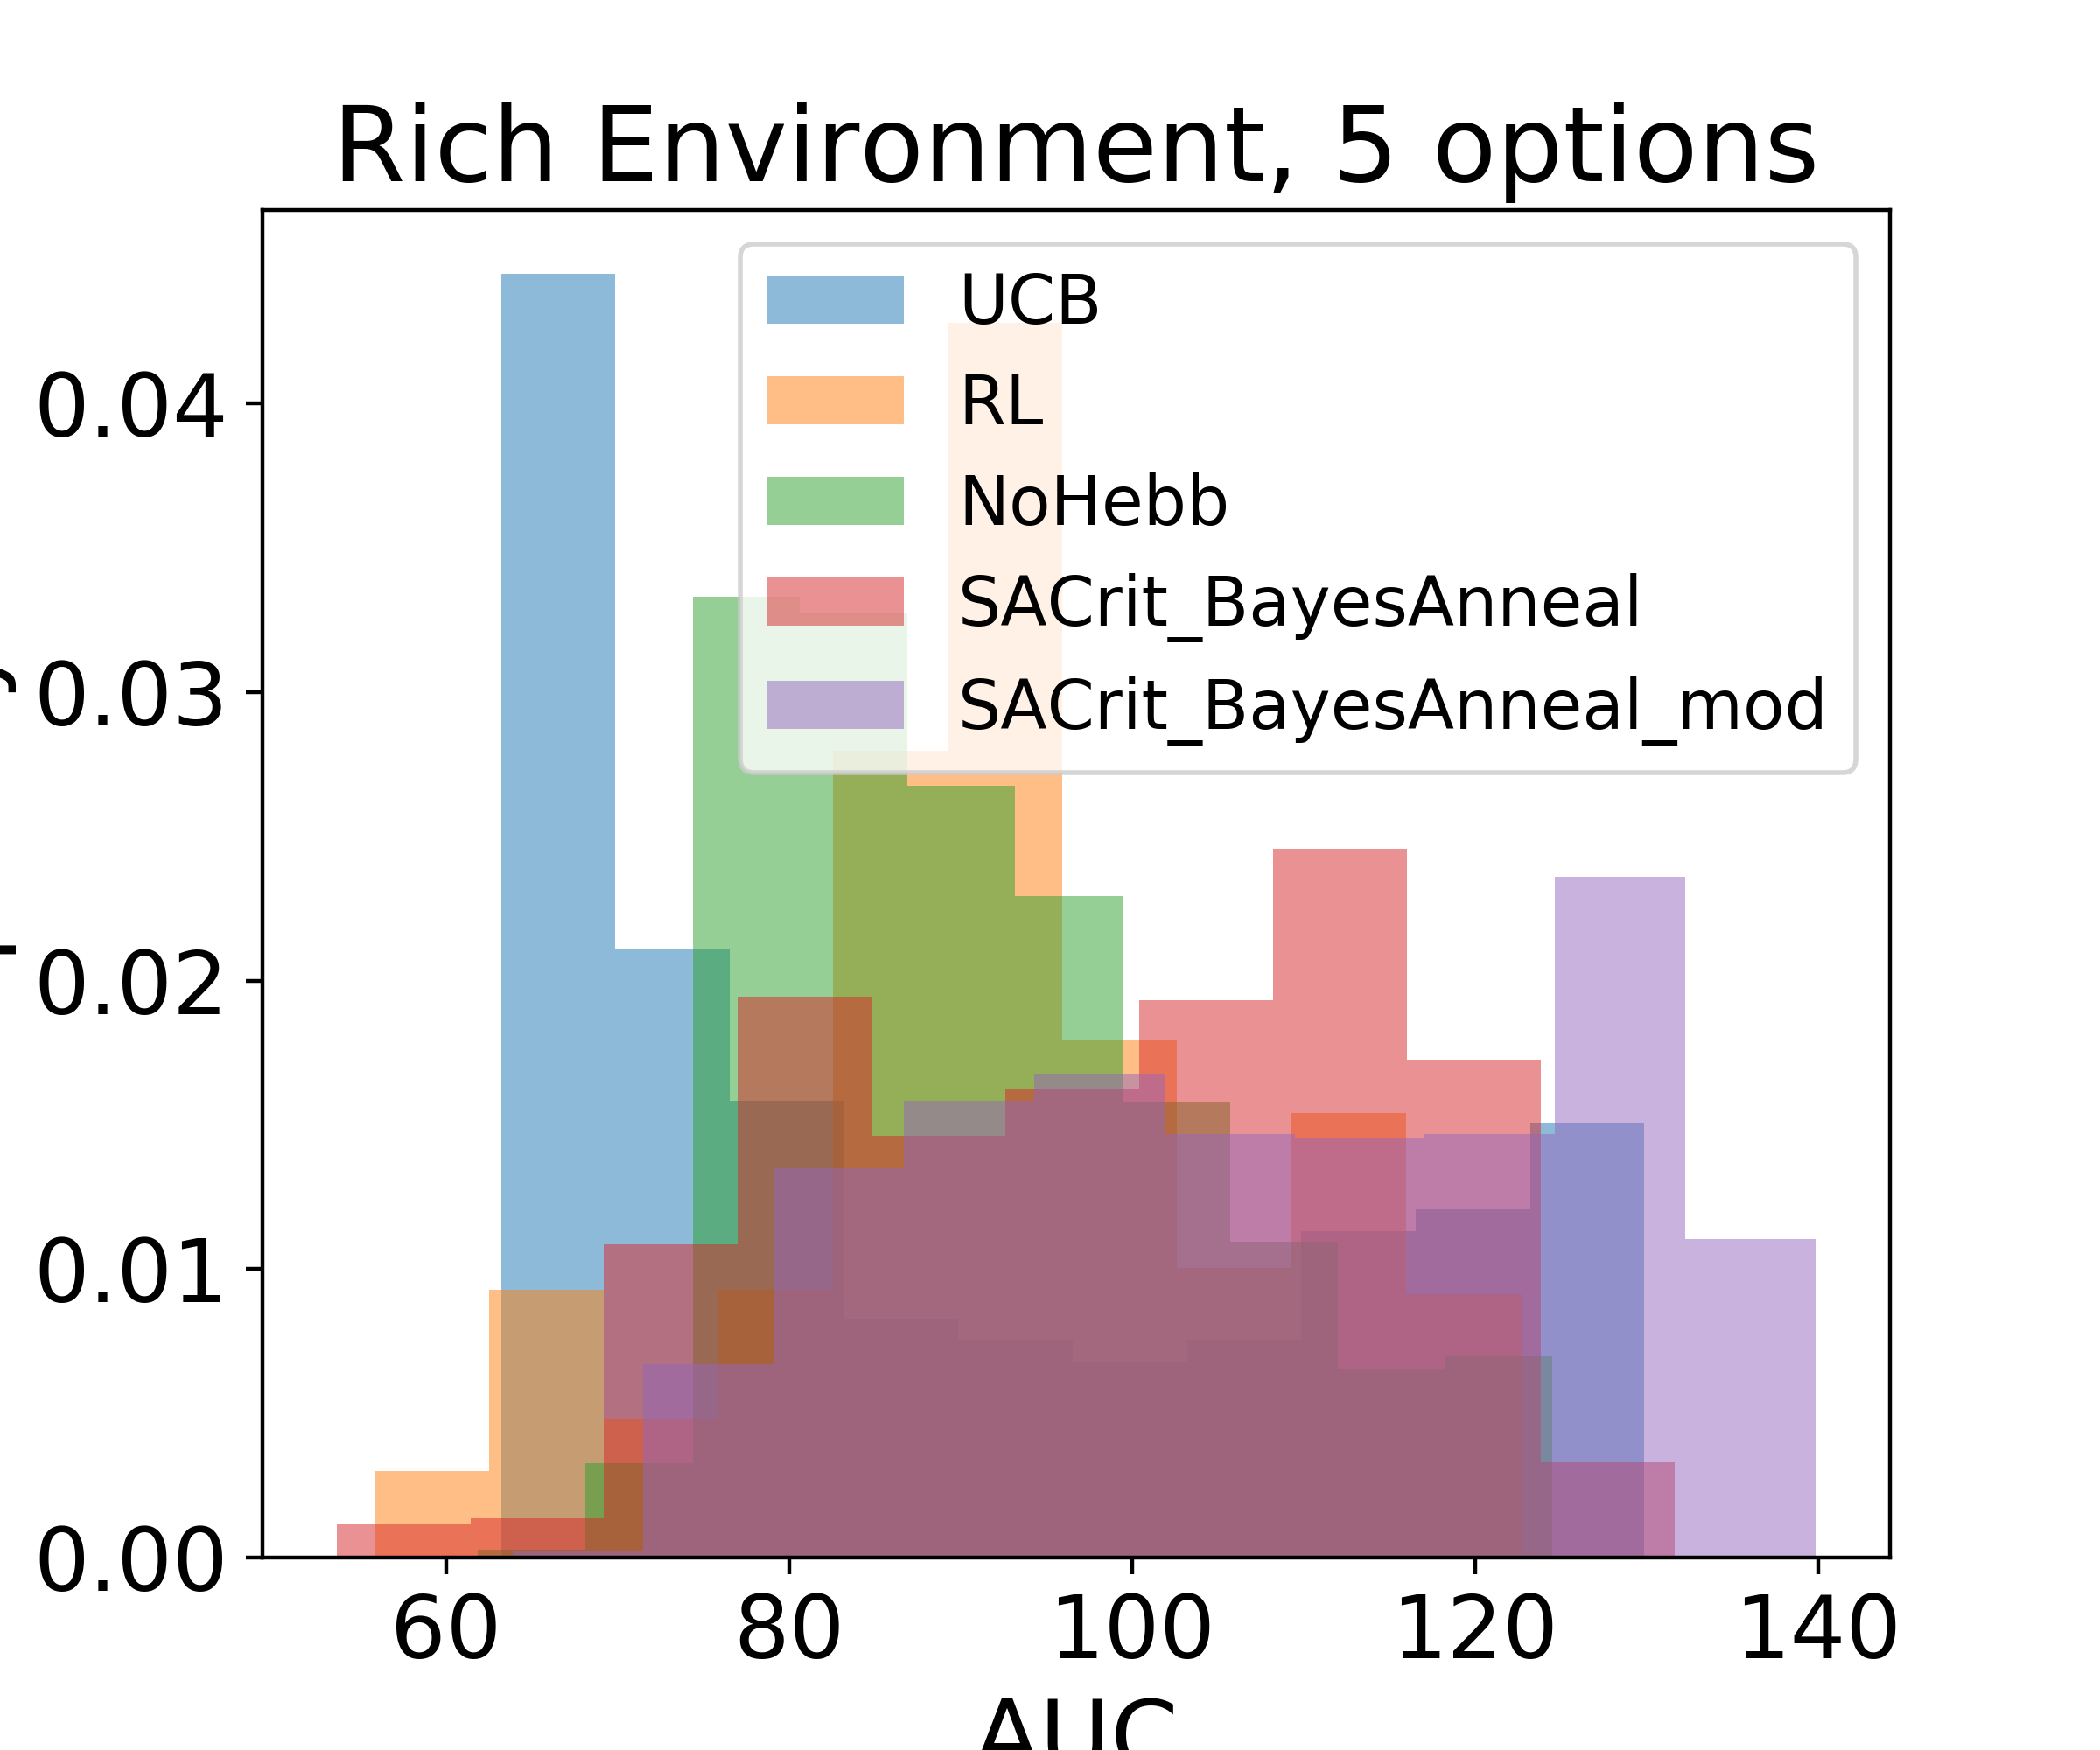 Rich Environment, 5 options
UCB
RL
NoHebb
SACrit_BayesAnneal
SACrit_BayesAnneal_mod
0.04
0.03
0.02
0.01
0.00
60 80 100 120 140
AUC